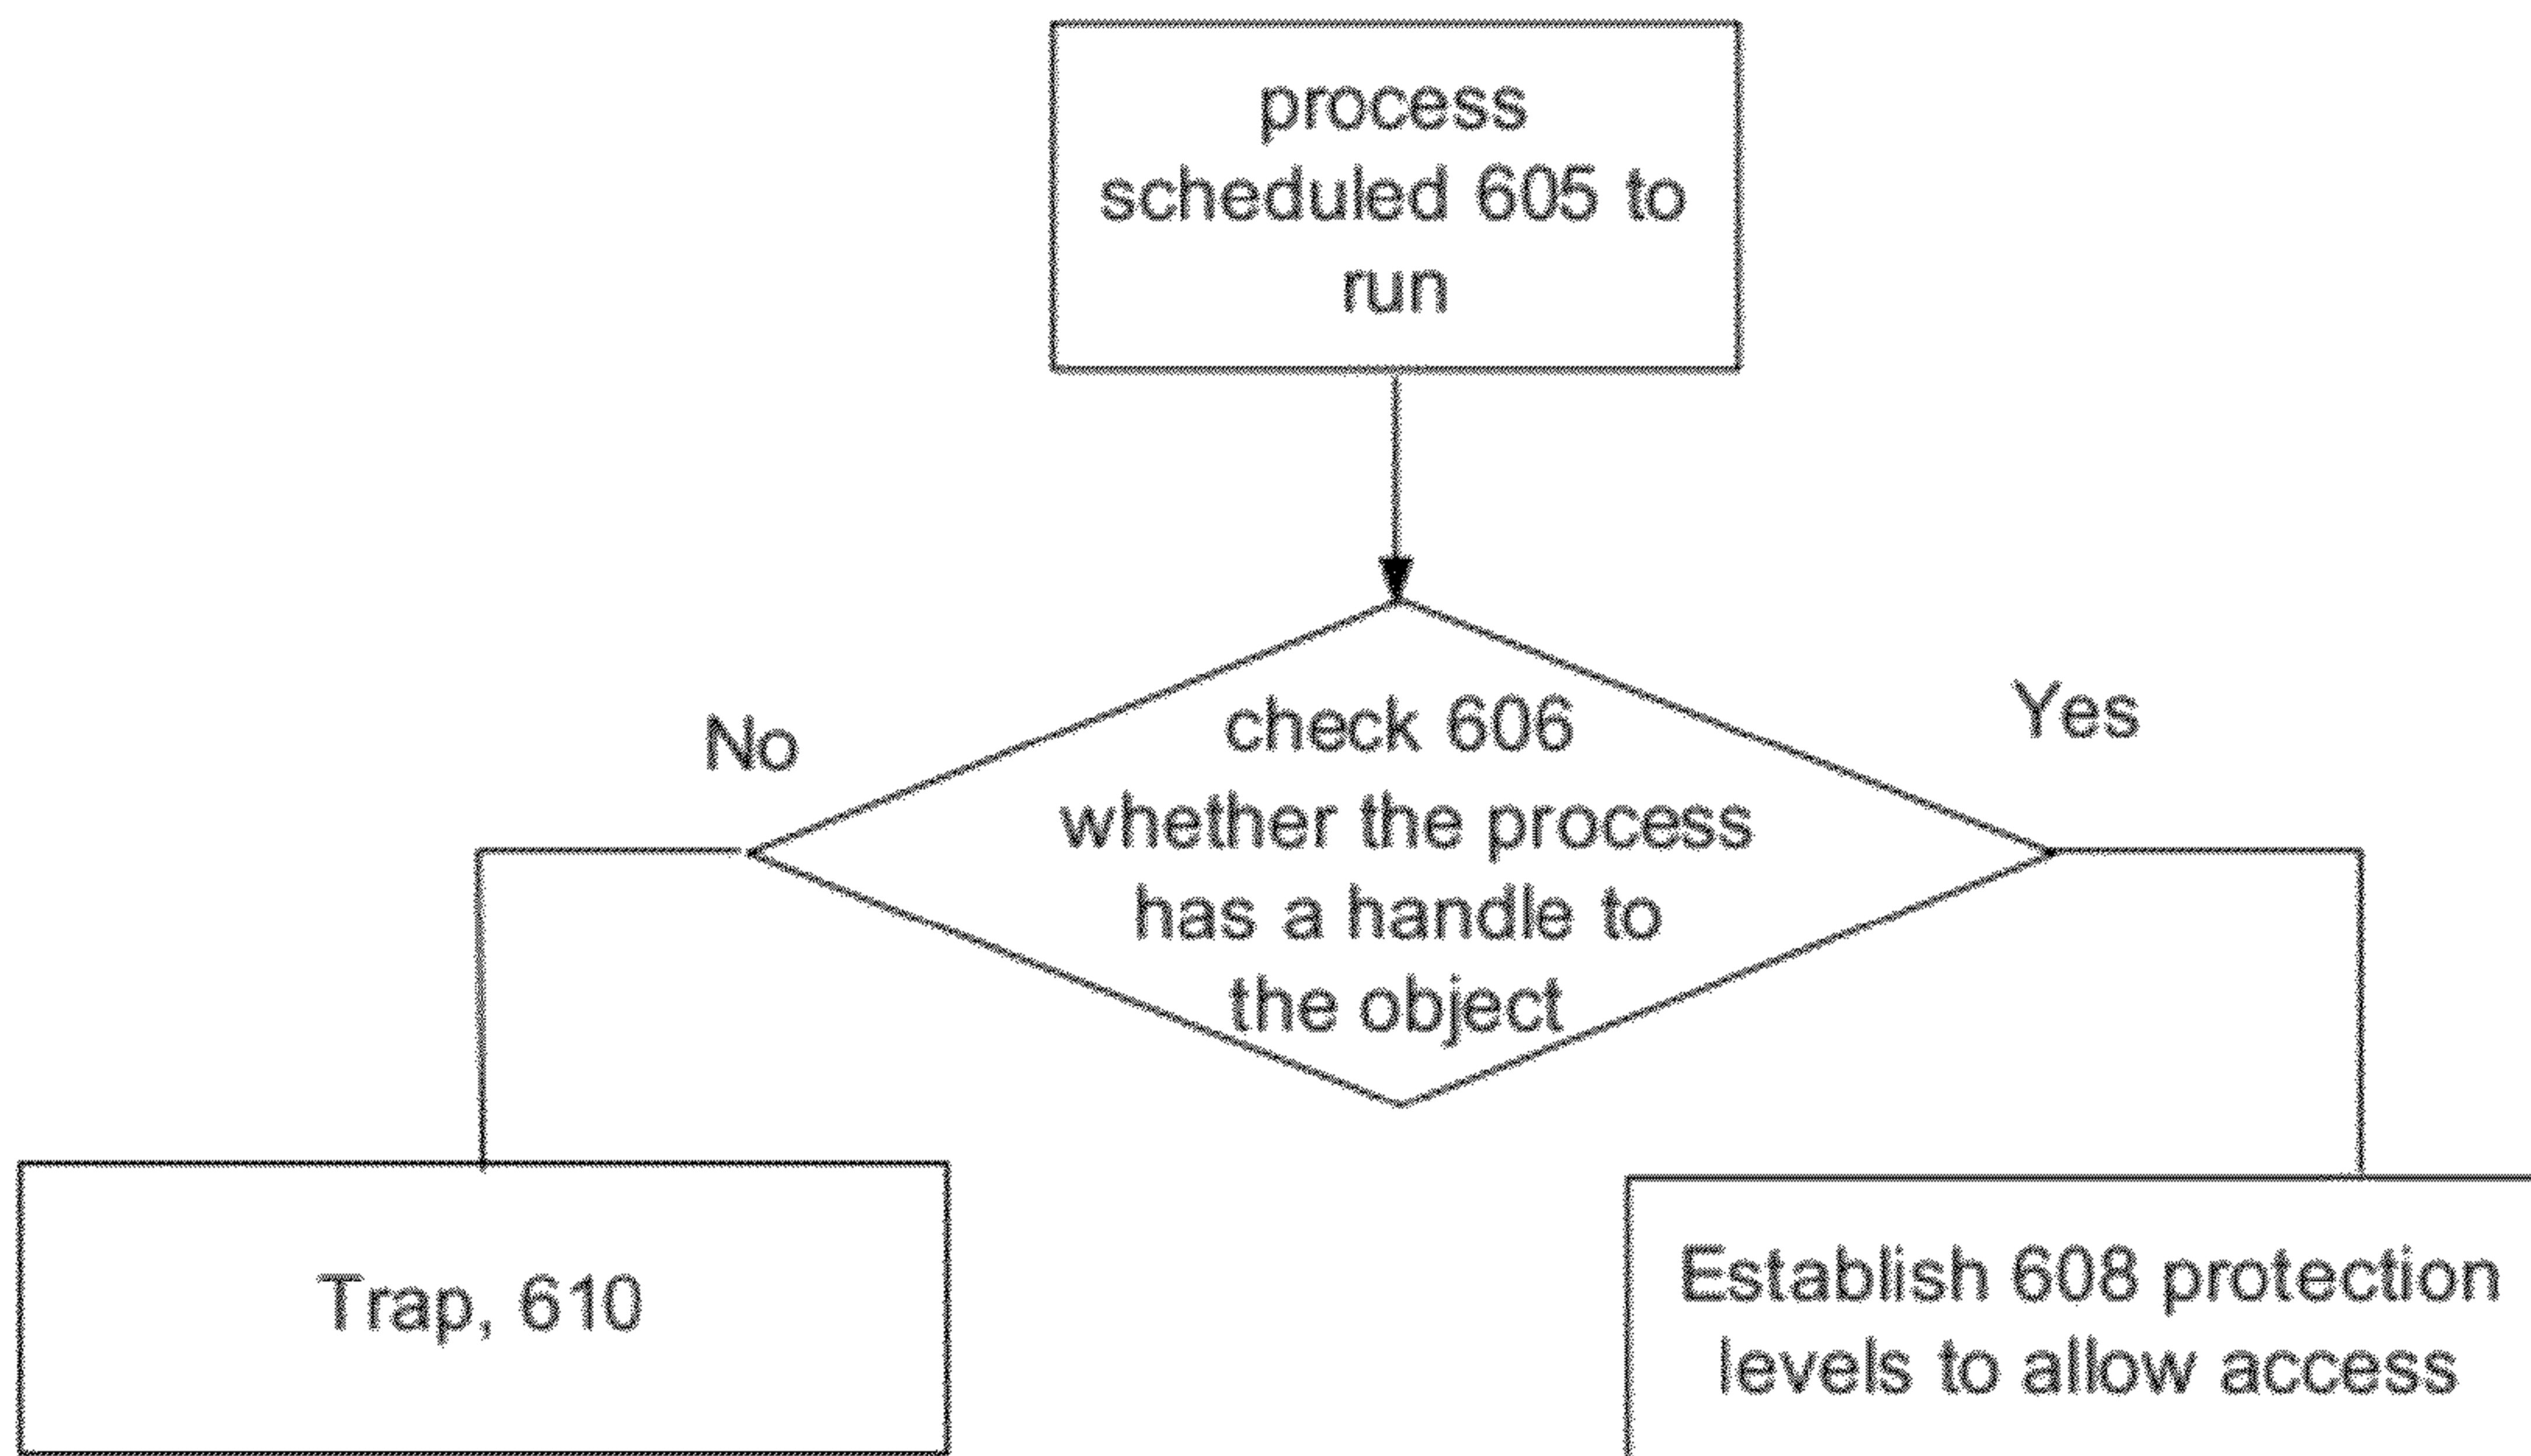 process
scheduled 605 to
run
check 606
whether the process
has a handle to
the object
No
Yes
Trap, 610
Establish 608 protection
levels to allow access